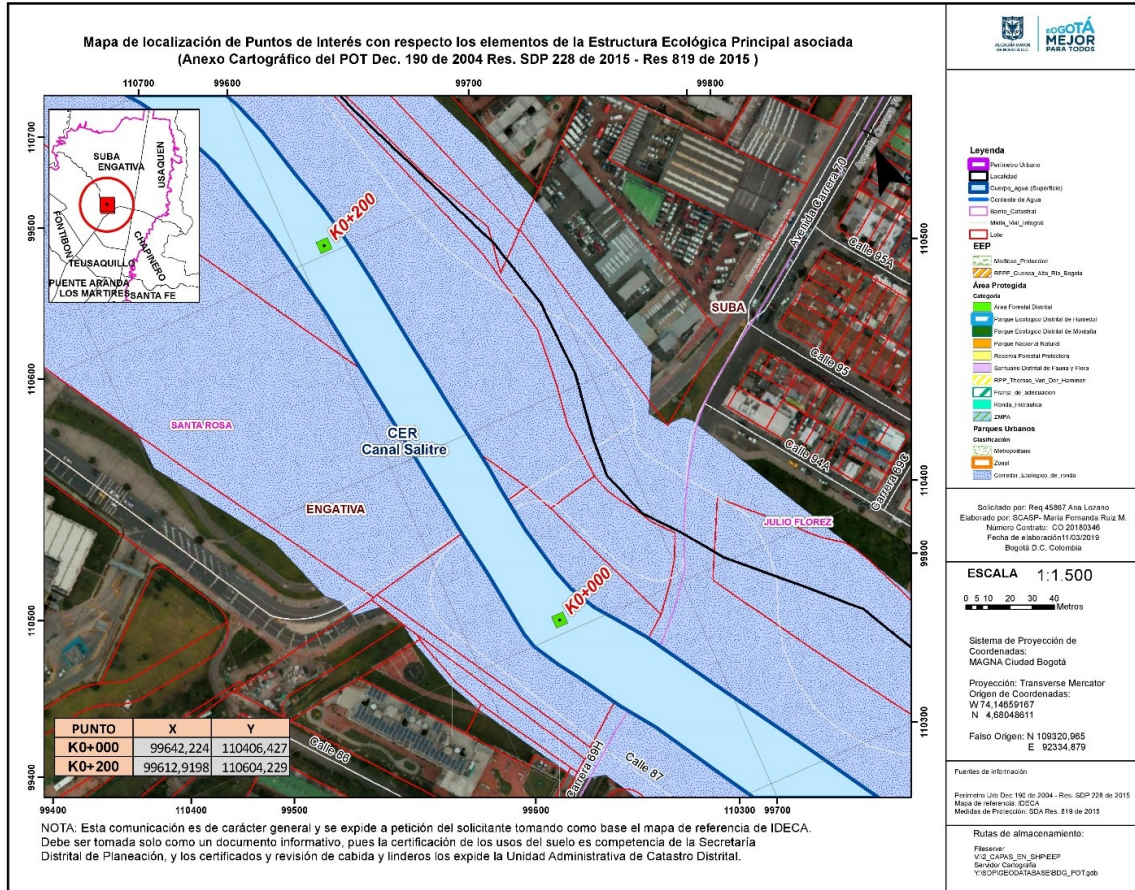 Mapa de localización de Puntos de Interés con respecto los elementos de la Estructura Ecológica Principal asociada
(Anexo Cartográfico del POT Dec. 190 de 2004 Res. SDP 228 de 2015 - Res 819 de 2015 )
110700
99600
99700
99800
110700
99500
110600
110500
99400
110500
110400
99800
110300
99400
110400
99500
99600
110300
99700
SUBA
ENGATIVA
USAQUEN
FONTIBON
CHAPINERO
TEUSAQUILLO
PUENTE ARANDA
LOS MARTIRES
SANTA FE
K0+200
Avenida Carrera 70
Calle 95A
SUBA
Calle 95
SANTA ROSA
CER
Canal Salitre
Calle 94A
Carrera 69C
ENGATIVA
JULIO FLOREZ
K0+000
Calle 86
Carrera 69H
Calle 87
PUNTO X Y
K0+000 99642,224 110406,427
K0+200 99612,9198 110604,229
NOTA: Esta comunicación es de carácter general y se expide a petición del solicitante tomando como base el mapa de referencia de IDECA.
Debe ser tomada solo como un documento informativo, pues la certificación de los usos del suelo es competencia de la Secretaría
Distrital de Planeación, y los certificados y revisión de cabida y linderos los expide la Unidad Administrativa de Catastro Distrital.
BOGOTÁ
MEJOR
PARA TODOS
Leyenda
Perimetro Urbano
Localidad
Cuerpo_agua (Superficie)
Corriente de Agua
Barrio_Catastral
Malla_Vial_Integral
Lote
EEP
Medidas_Proteccion
RPFP_Cuenca_Alta_Rio_Bogota
Área Protegida
Categoria
Area Forestal Distrital
Parque Ecologico Distrital de Humedal
Parque Ecologico Distrital de Montaña
Parque Nacional Natural
Reserva Forestal Protectora
Santuario Distrital de Fauna y Flora
RPP_Thomas_Van_Der_Hammen
Franja_de_adecuacion
Ronda_Hidraulica
ZMPA
Parques Urbanos
Clasificación
Metropolitano
Zonal
Corredor_Ecologico_de_ronda
Solicitado por: Req 45867 Ana Lozano
Elaborado por: SCASP- Maria Fernanda Ruiz M.
Número Contrato: CO 20180346
Fecha de elaboración11/03/2019
Bogotá D.C. Colombia
ESCALA 1:1.500
0 5 10 20 30 40
Metros
Sistema de Proyección de
Coordenadas:
MAGNA Ciudad Bogotá
Proyección: Transverse Mercator
Origen de Coordenadas:
W 74,14659167
N 4,68048611
Falso Origen: N 109320,965
E 92334,879
Fuentes de Información
Perímetro Urb Dec 190 de 2004 - Res. SDP 228 de 2015
Mapa de referencia: IDECA
Medidas de Protección: SDA Res. 819 de 2015
Rutas de almacenamiento:
Fileserver
V:\2_CAPAS_EN_SHP\EEP
Servidor Cartografía
Y:\SDP\GEODATABASE\BDG_POT.gdb